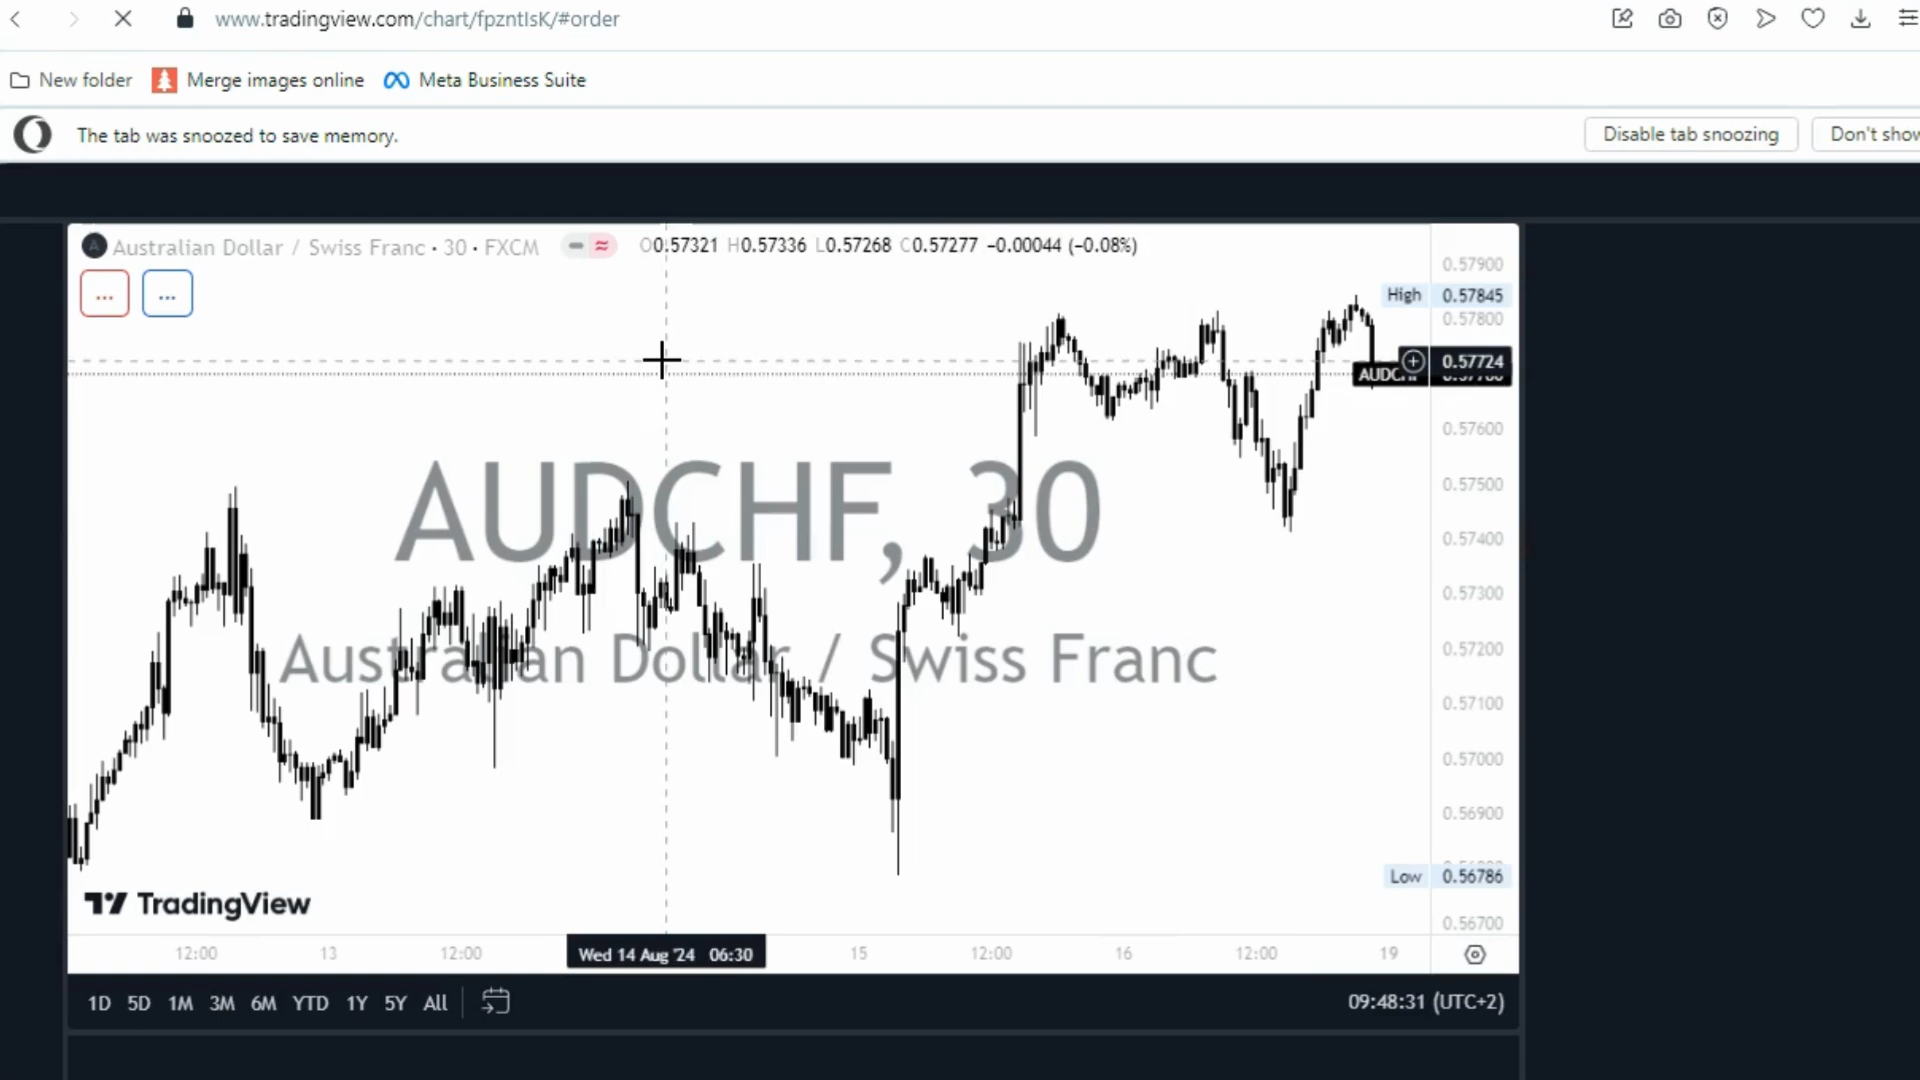 www.tradingview.com/chart/fpzntIsK/#order
New folder
Merge images online
Meta Business Suite
The tab was snoozed to save memory.
Disable tab snoozing
Don't show
Australian Dollar / Swiss Franc · 30 · FXCM
O0.57321 H0.57336 L0.57268 C0.57277 −0.00044 (−0.08%)
0.57900
High 0.57845
0.57800
0.57724
0.57600
0.57500
AUDCHF, 30
0.57400
0.57300
Australian Dollar / Swiss Franc
0.57200
0.57100
0.57000
0.56900
Low 0.56786
TradingView
0.56700
12:00 13 12:00 Wed 14 Aug '24 06:30 15 12:00 16 12:00 19
1D 5D 1M 3M 6M YTD 1Y 5Y All
09:48:31 (UTC+2)